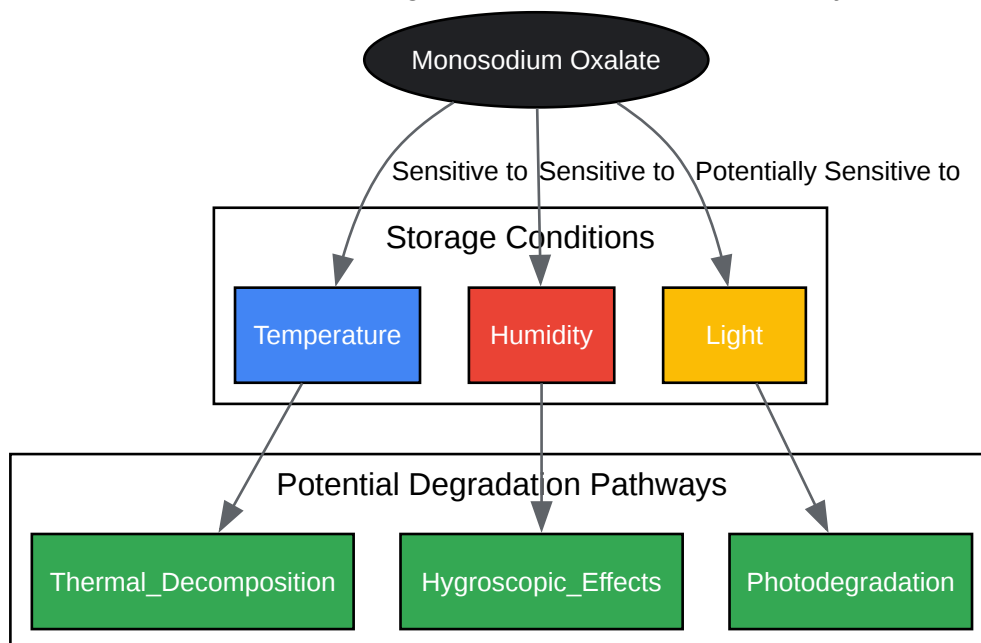 Monosodium Oxalate
Sensitive to Sensitive to Potentially Sensitive to
Storage Conditions
Temperature Humidity Light
Potential Degradation Pathways
Thermal_Decomposition Hygroscopic_Effects Photodegradation